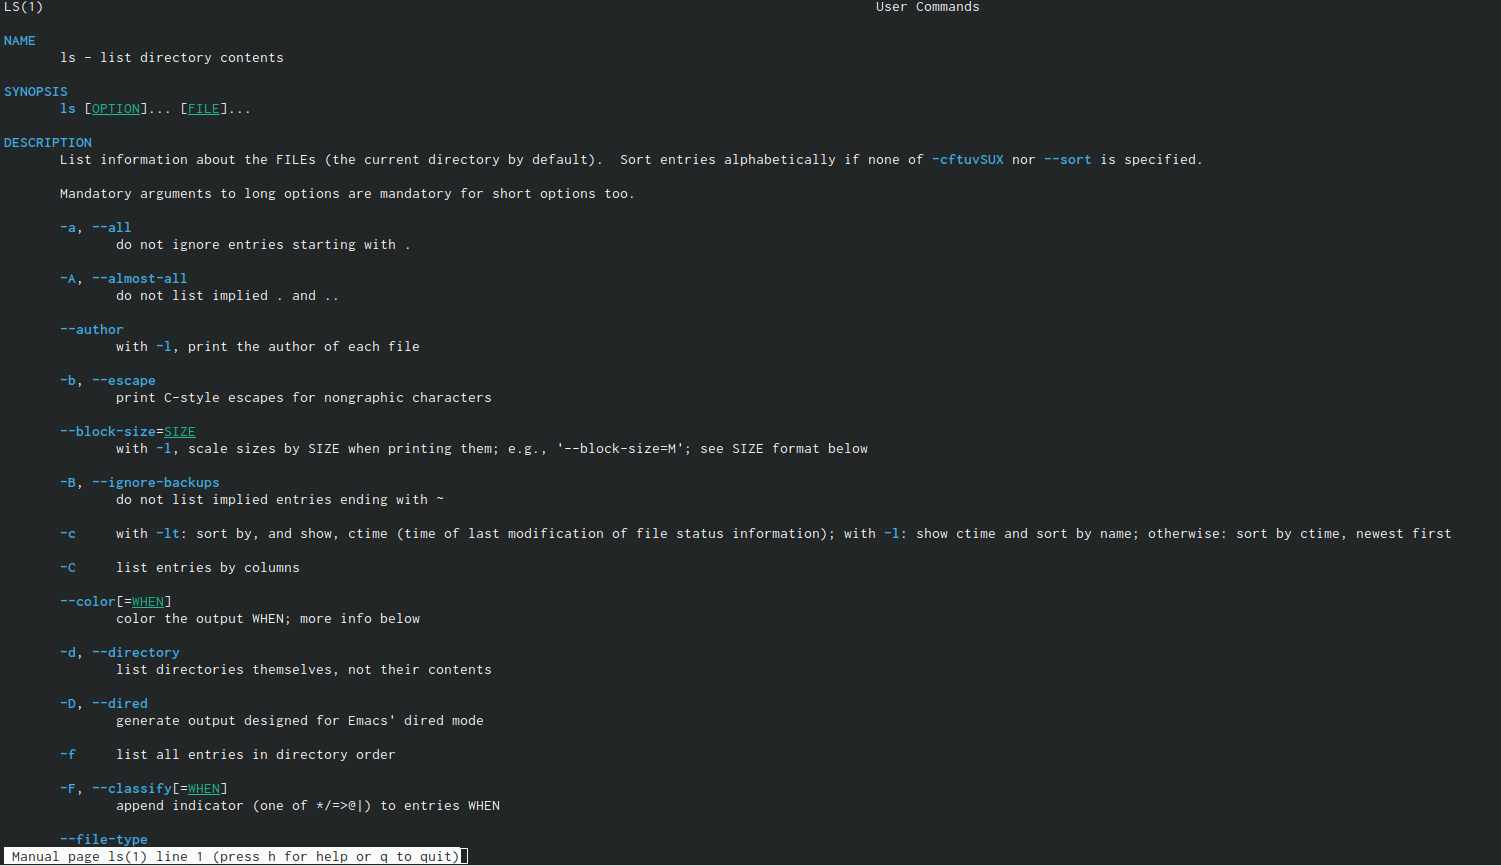 LS(1) User Commands
NAME
ls - list directory contents
SYNOPSIS
ls [OPTION]... [FILE]...
DESCRIPTION
List information about the FILEs (the current directory by default).  Sort entries alphabetically if none of -cftuvSUX nor --sort is specified.
Mandatory arguments to long options are mandatory for short options too.
-a, --all
do not ignore entries starting with .
-A, --almost-all
do not list implied . and ..
--author
with -l, print the author of each file
-b, --escape
print C-style escapes for nongraphic characters
--block-size=SIZE
with -l, scale sizes by SIZE when printing them; e.g., '--block-size=M'; see SIZE format below
-B, --ignore-backups
do not list implied entries ending with ~
-c with -lt: sort by, and show, ctime (time of last modification of file status information); with -l: show ctime and sort by name; otherwise: sort by ctime, newest first
-C list entries by columns
--color[=WHEN]
color the output WHEN; more info below
-d, --directory
list directories themselves, not their contents
-D, --dired
generate output designed for Emacs' dired mode
-f list all entries in directory order
-F, --classify[=WHEN]
append indicator (one of */=>@|) to entries WHEN
--file-type
Manual page ls(1) line 1 (press h for help or q to quit)